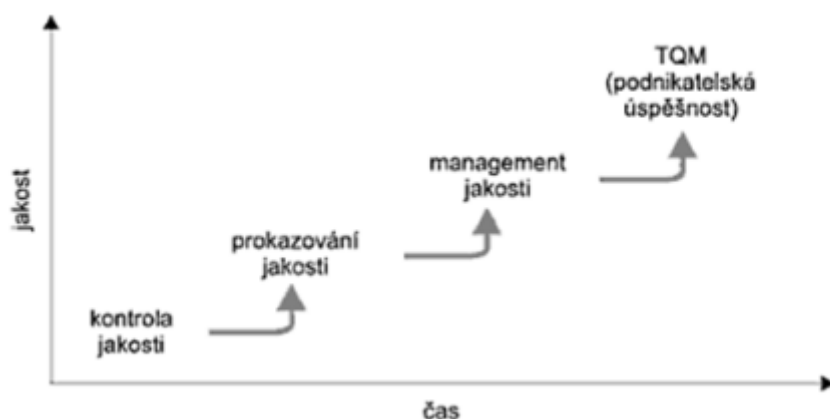 TQM
(podnikatelská
úspěšnost)
management
jakosti
prokazování
jakosti
kontrola
jakosti
jakost
čas